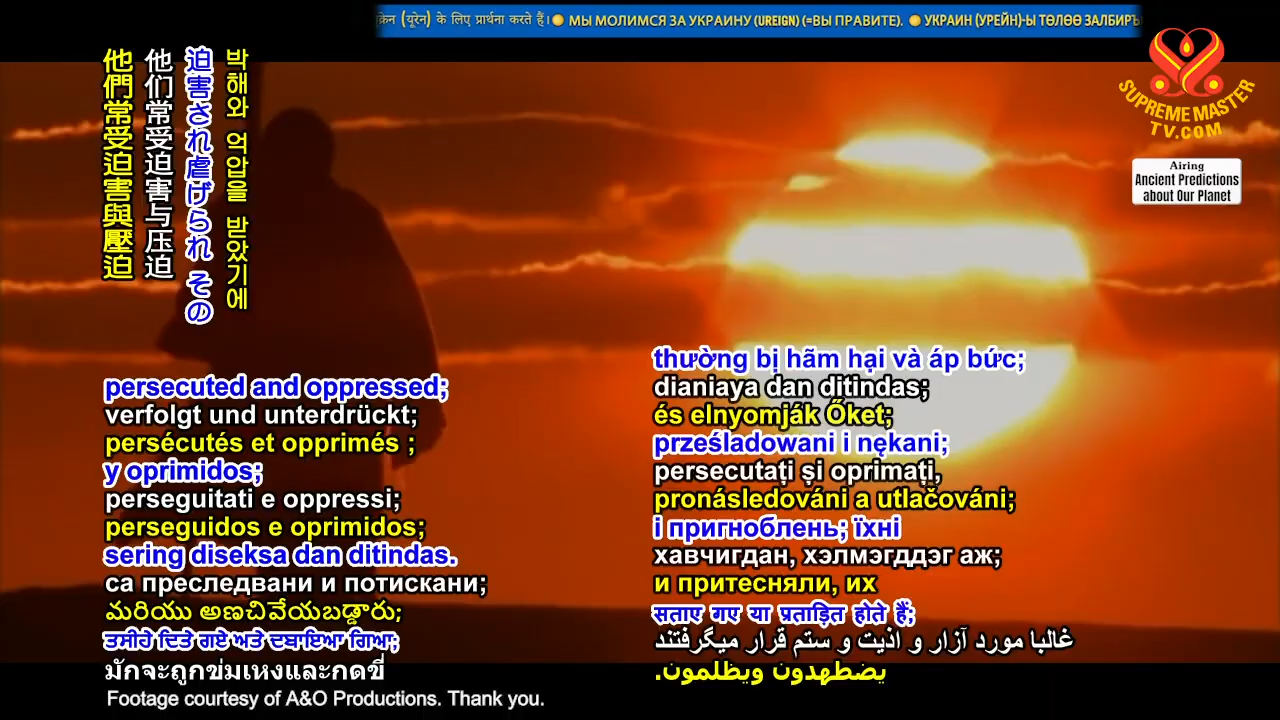 क्रेन (यूरेन) के लिए प्रार्थना करते हैं। МЫ МОЛИМСЯ ЗА УКРАИНУ (UREIGN) (=ВЫ ПРАВИТЕ). УКРАИН (УРЕЙН)-Ы ТӨЛӨӨ ЗАЛБИРЪ
SUPREME MASTER
TV.COM
Airing
Ancient Predictions
about Our Planet
박해와 억압을 받았기에
迫害され虐げられ その
他们常受迫害与压迫
他們常受迫害與壓迫
persecuted and oppressed;
verfolgt und unterdrückt;
persécutés et opprimés ;
y oprimidos;
perseguitati e oppressi;
perseguidos e oprimidos;
sering diseksa dan ditindas.
са преследвани и потискани;
మరియు అణచివేయబడ్డారు;
ਤਸੀਹੇ ਦਿਤੇ ਗਏ ਅਤੇ ਦਬਾਇਆ ਗਿਆ;
มักจะถูกข่มเหงและกดขี่
thường bị hãm hại và áp bức;
dianiaya dan ditindas;
és elnyomják Őket;
prześladowani i nękani;
persecutați și oprimați,
pronásledováni a utlačováni;
і пригноблень; їхні
хавчигдан, хэлмэгддэг аж;
и притесняли, их
सताए गए या प्रताड़ित होते हैं;
غالبا مورد آزار و اذیت و ستم قرار میگرفتند
يضطهدون ويظلمون.
Footage courtesy of A&O Productions. Thank you.